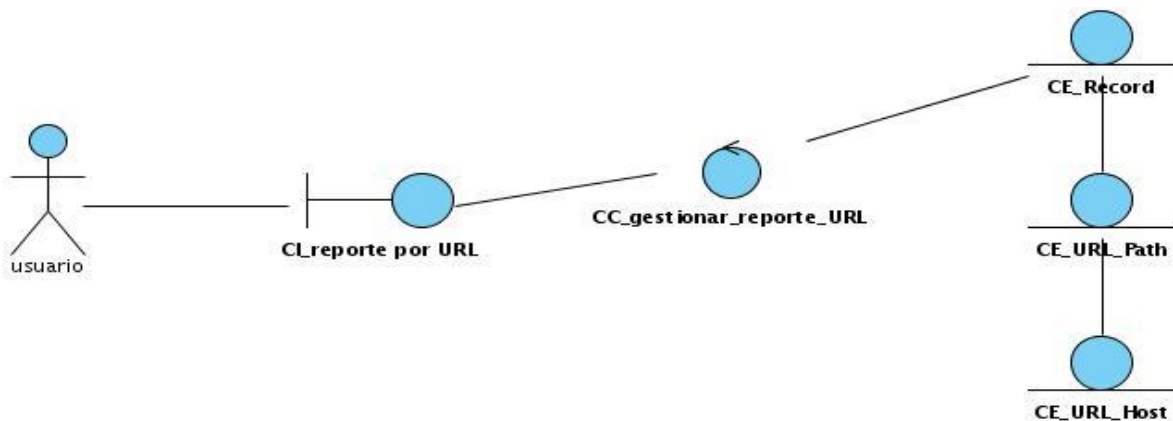 usuario
CI_reporte por URL
CC_gestionar_reporte_URL
CE_Record
CE_URL_Path
CE_URL_Host